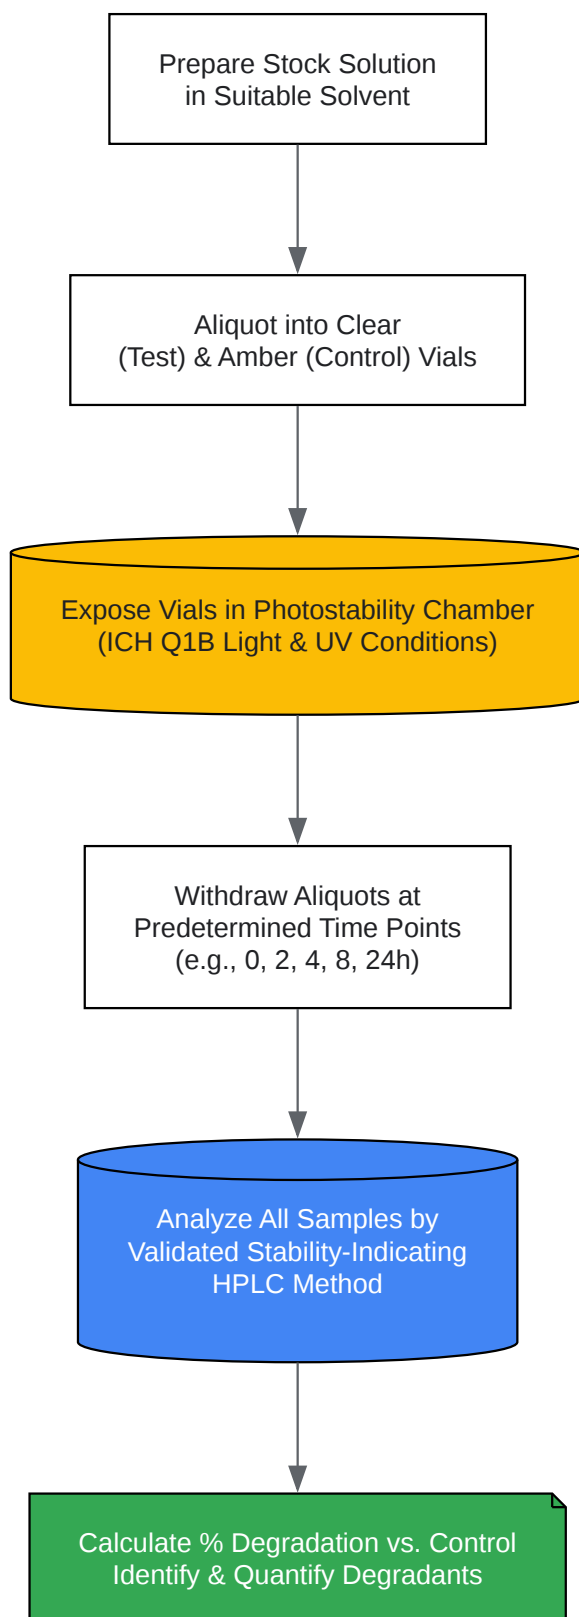 Prepare Stock Solution
in Suitable Solvent
Aliquot into Clear
(Test) & Amber (Control) Vials
Expose Vials in Photostability Chamber
(ICH Q1B Light & UV Conditions)
Withdraw Aliquots at
Predetermined Time Points
(e.g., 0, 2, 4, 8, 24h)
Analyze All Samples by
Validated Stability-Indicating
HPLC Method
Calculate % Degradation vs. Control
Identify & Quantify Degradants